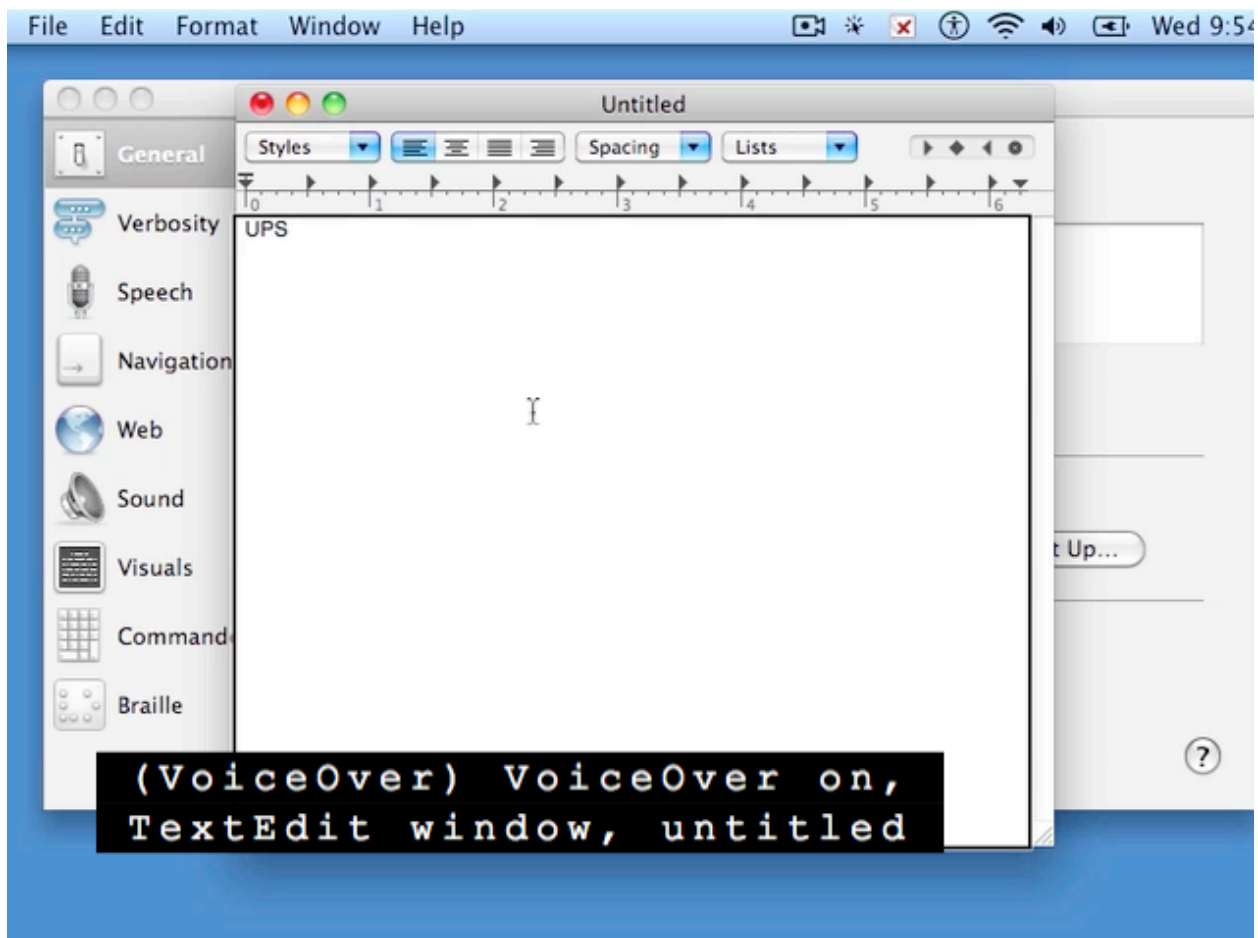 File Edit Format Window Help Wed 9:54
Untitled
General
Styles Spacing Lists
0 1 2 3 4 5 6
Verbosity
UPS
Speech
Navigation
Web
Sound
t Up...
Visuals
Command
Braille
?
(VoiceOver) VoiceOver on,
TextEdit window, untitled